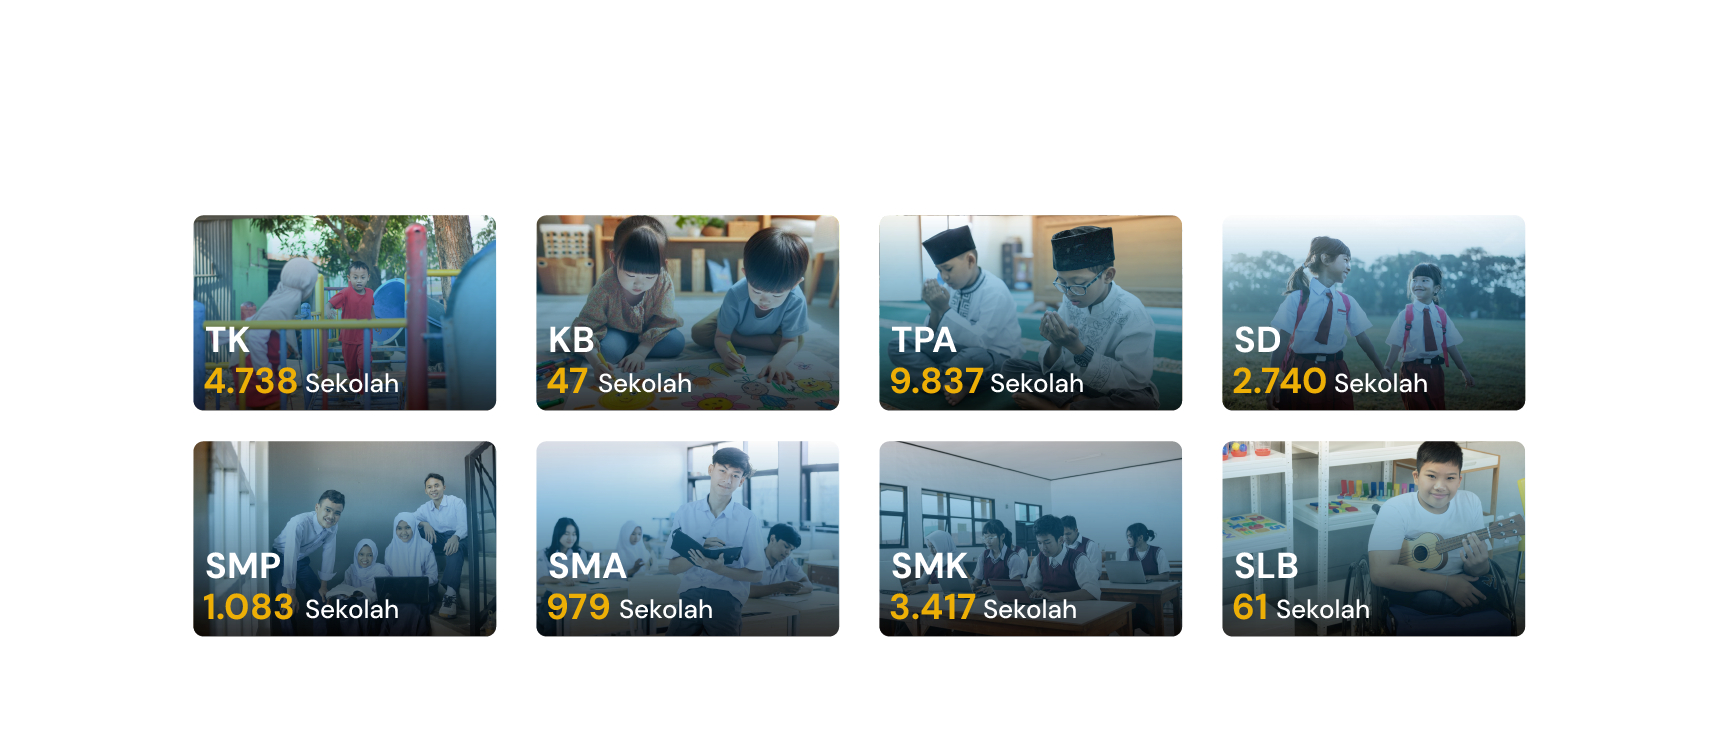 TK
4.738 Sekolah
KB
47 Sekolah
TPA
9.837 Sekolah
SD
2.740 Sekolah
SMP
1.083 Sekolah
SMA
979 Sekolah
SMK
3.417 Sekolah
SLB
61 Sekolah